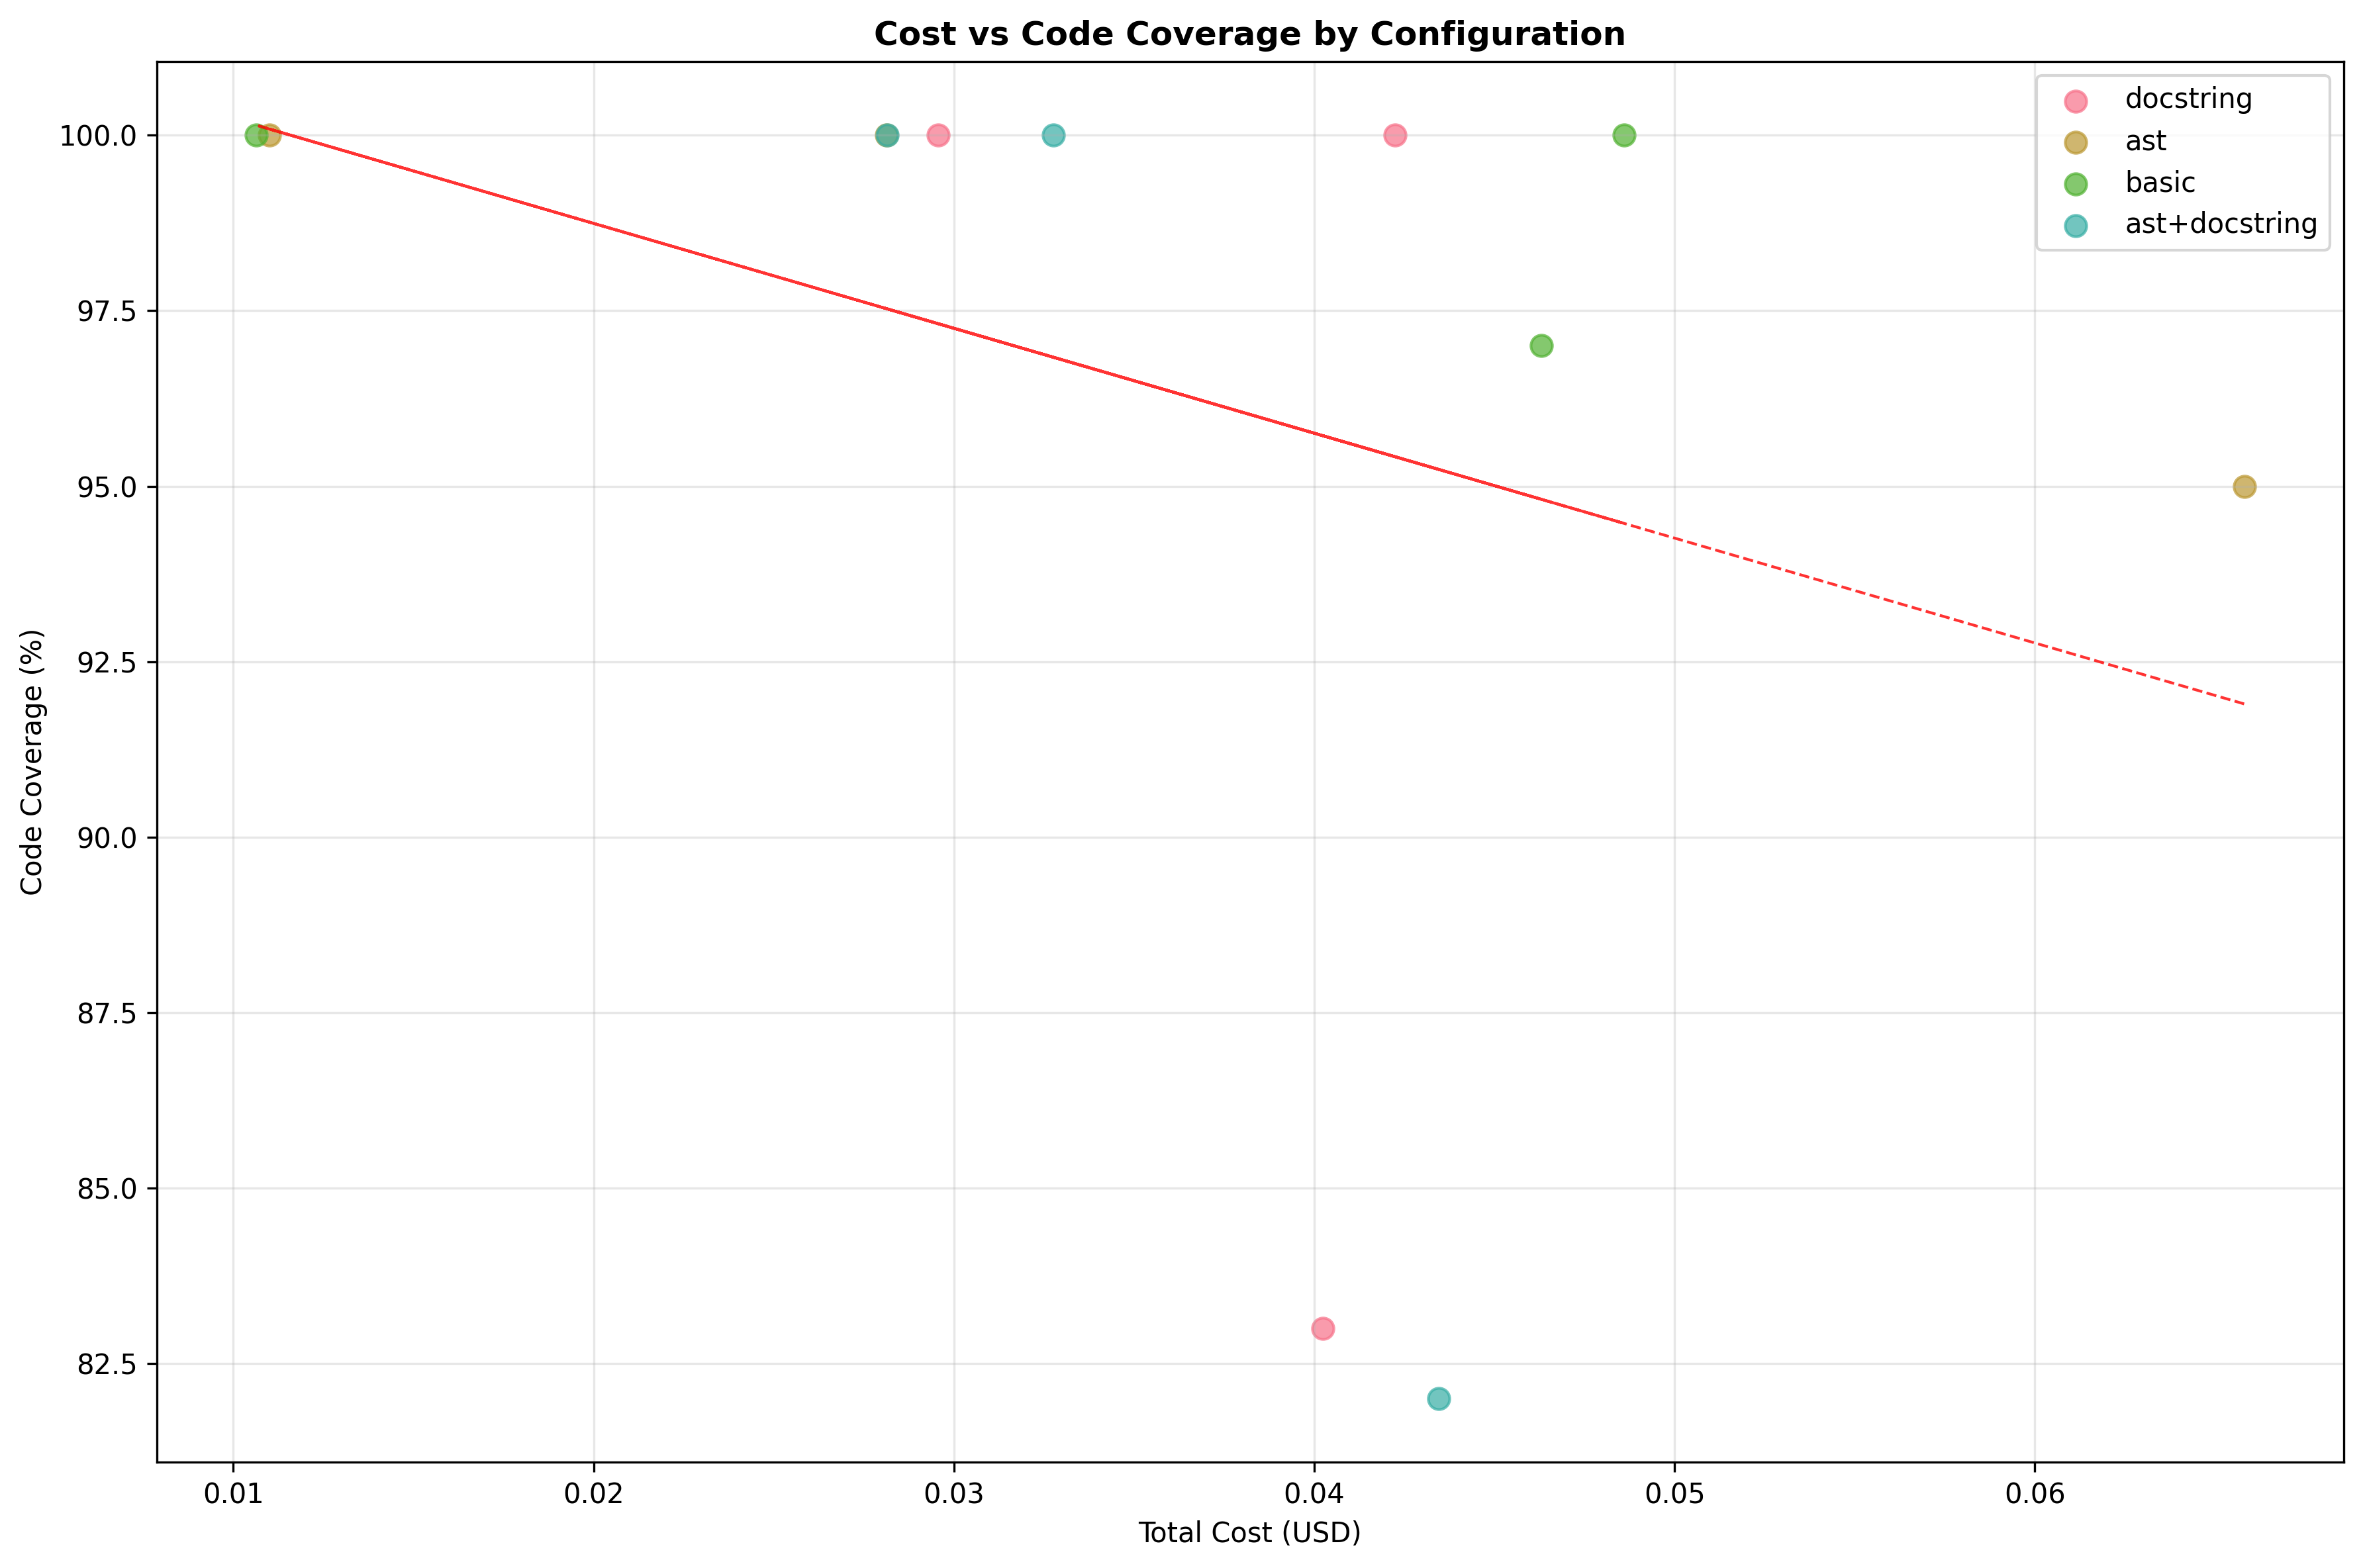 Cost vs Code Coverage by Configuration
docstring
ast
basic
ast+docstring
Code Coverage (%)
100.0
97.5
95.0
92.5
90.0
87.5
85.0
82.5
0.01 0.02 0.03 0.04 0.05 0.06
Total Cost (USD)